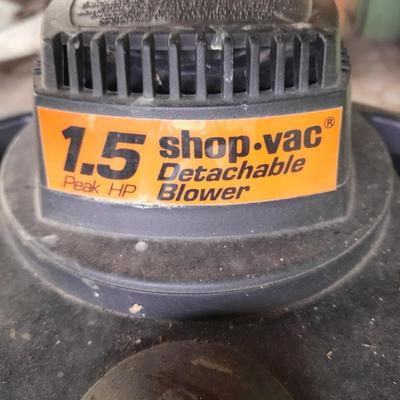 1.5 shop·vac®
Peak HP Detachable
Blower